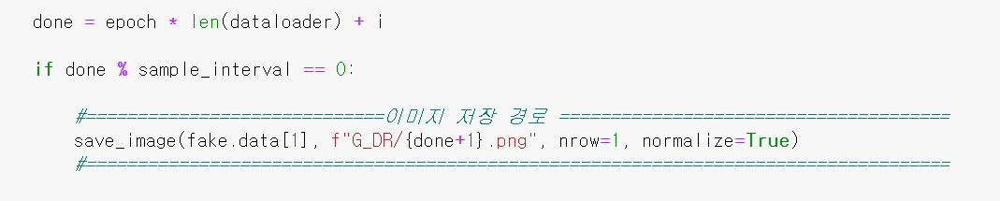 done = epoch * len(dataloader) + i
if done % sample_interval == 0:
#=============================이미지 저장 경로 ======================================
save_image(fake.data[1], f"G_DR/{done+1}.png", nrow=1, normalize=True)
#====================================================================================